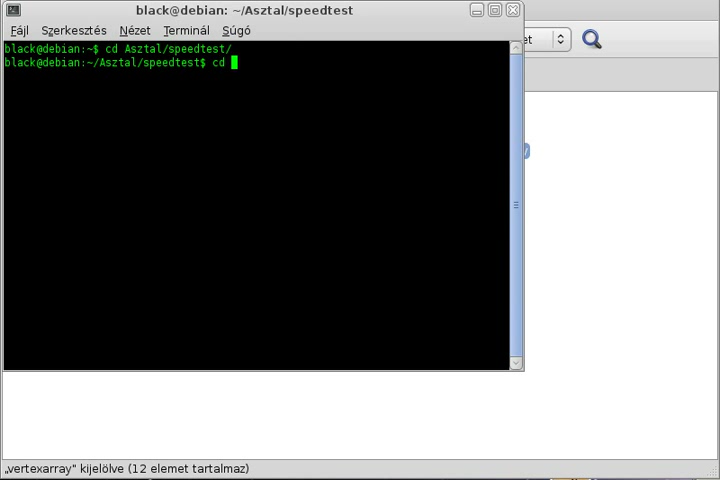 black@debian: ~/Asztal/speedtest
Fájl Szerkesztés Nézet Terminál Súgó
black@debian:~$ cd Asztal/speedtest/
black@debian:~/Asztal/speedtest$ cd
„vertexarray” kijelölve (12 elemet tartalmaz)